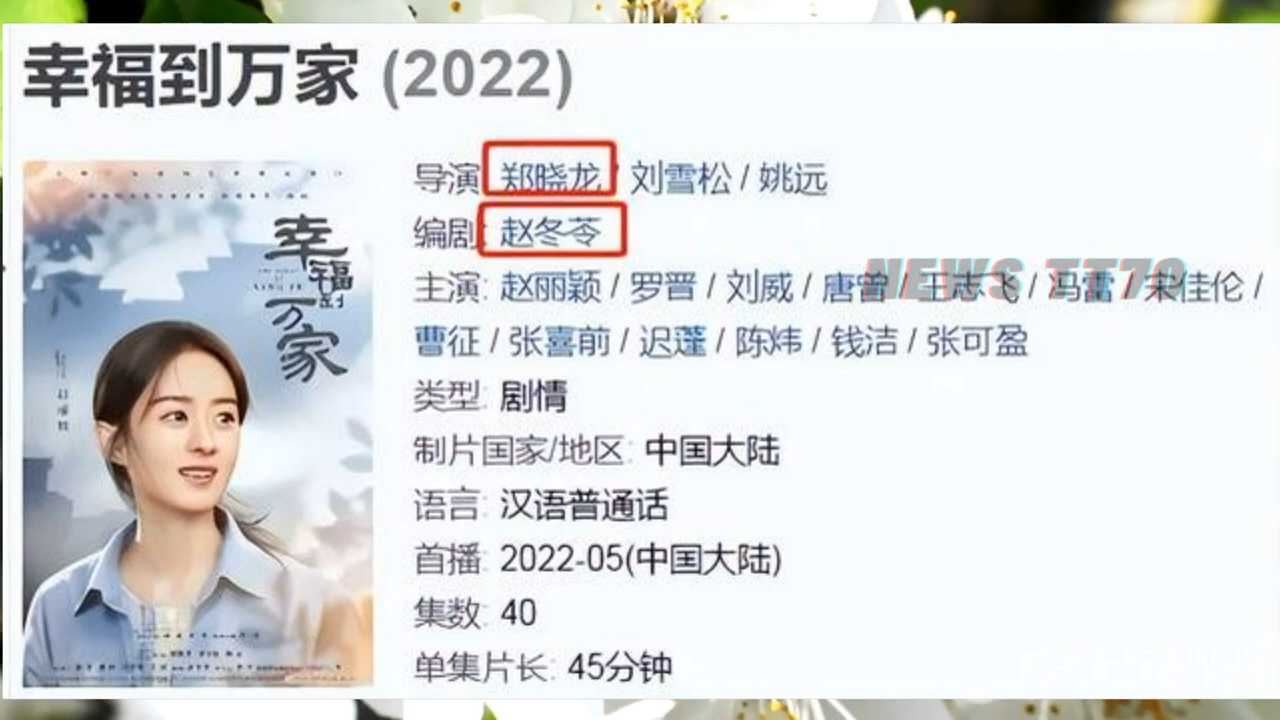 幸福到万家 (2022)
幸福到万家
导演: 郑晓龙 / 刘雪松 / 姚远
编剧: 赵冬苓
主演: 赵丽颖 / 罗晋 / 刘威 / 唐曾 / 王志飞 / 冯雷 / 宋佳伦 /
NEWS TT79
曹征 / 张喜前 / 迟蓬 / 陈炜 / 钱洁 / 张可盈
类型: 剧情
制片国家/地区: 中国大陆
语言: 汉语普通话
首播: 2022-05(中国大陆)
集数: 40
单集片长: 45分钟